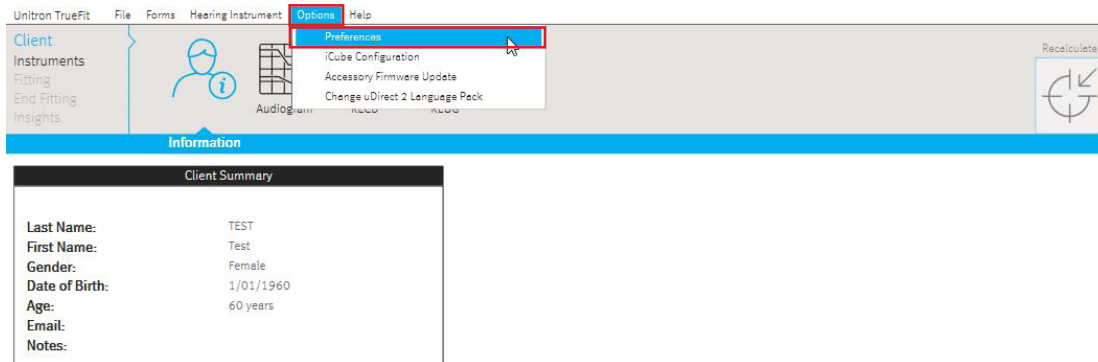 Unitron TrueFit File Forms Hearing Instrument Options Help
Client
Instruments
Fitting
End Fitting
Insights
Preferences
iCube Configuration
Accessory Firmware Update
Change uDirect 2 Language Pack
Recalculate
Information
Client Summary
Last Name: TEST
First Name: Test
Gender: Female
Date of Birth: 1/01/1960
Age: 60 years
Email:
Notes: